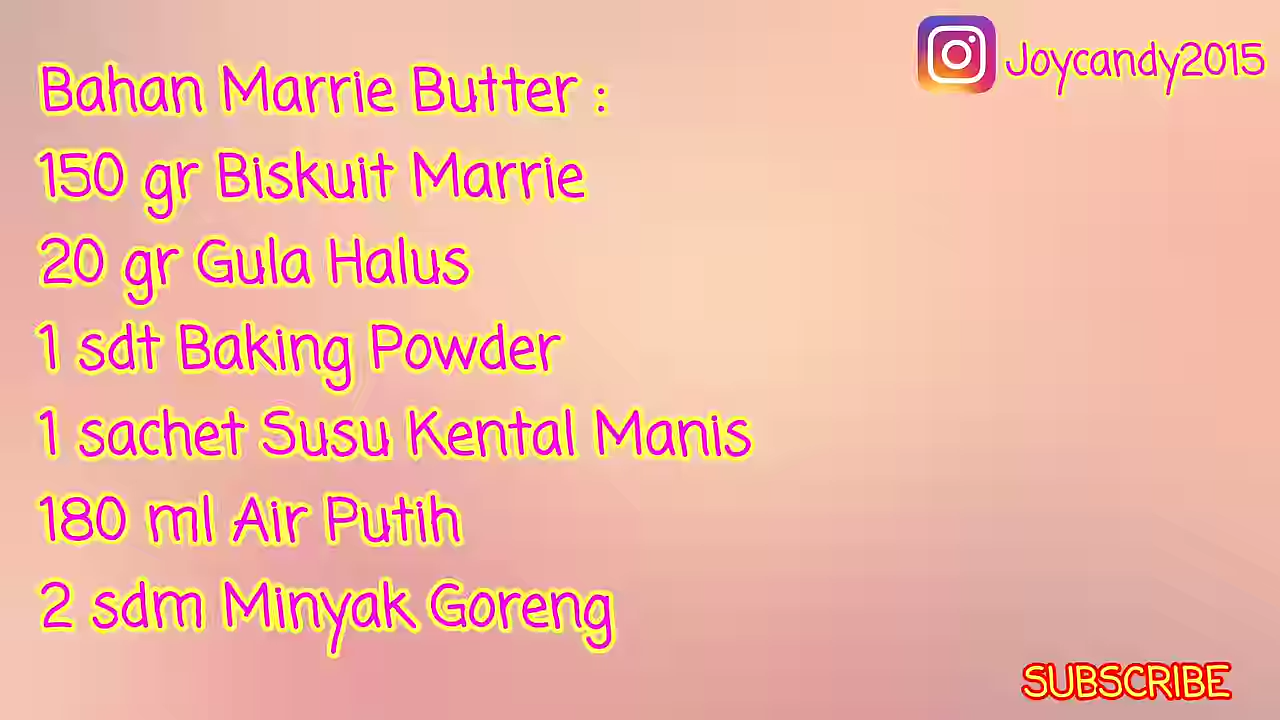 Joycandy2015
Bahan Marrie Butter :
150 gr Biskuit Marrie
20 gr Gula Halus
1 sdt Baking Powder
1 sachet Susu Kental Manis
180 ml Air Putih
2 sdm Minyak Goreng
SUBSCRIBE